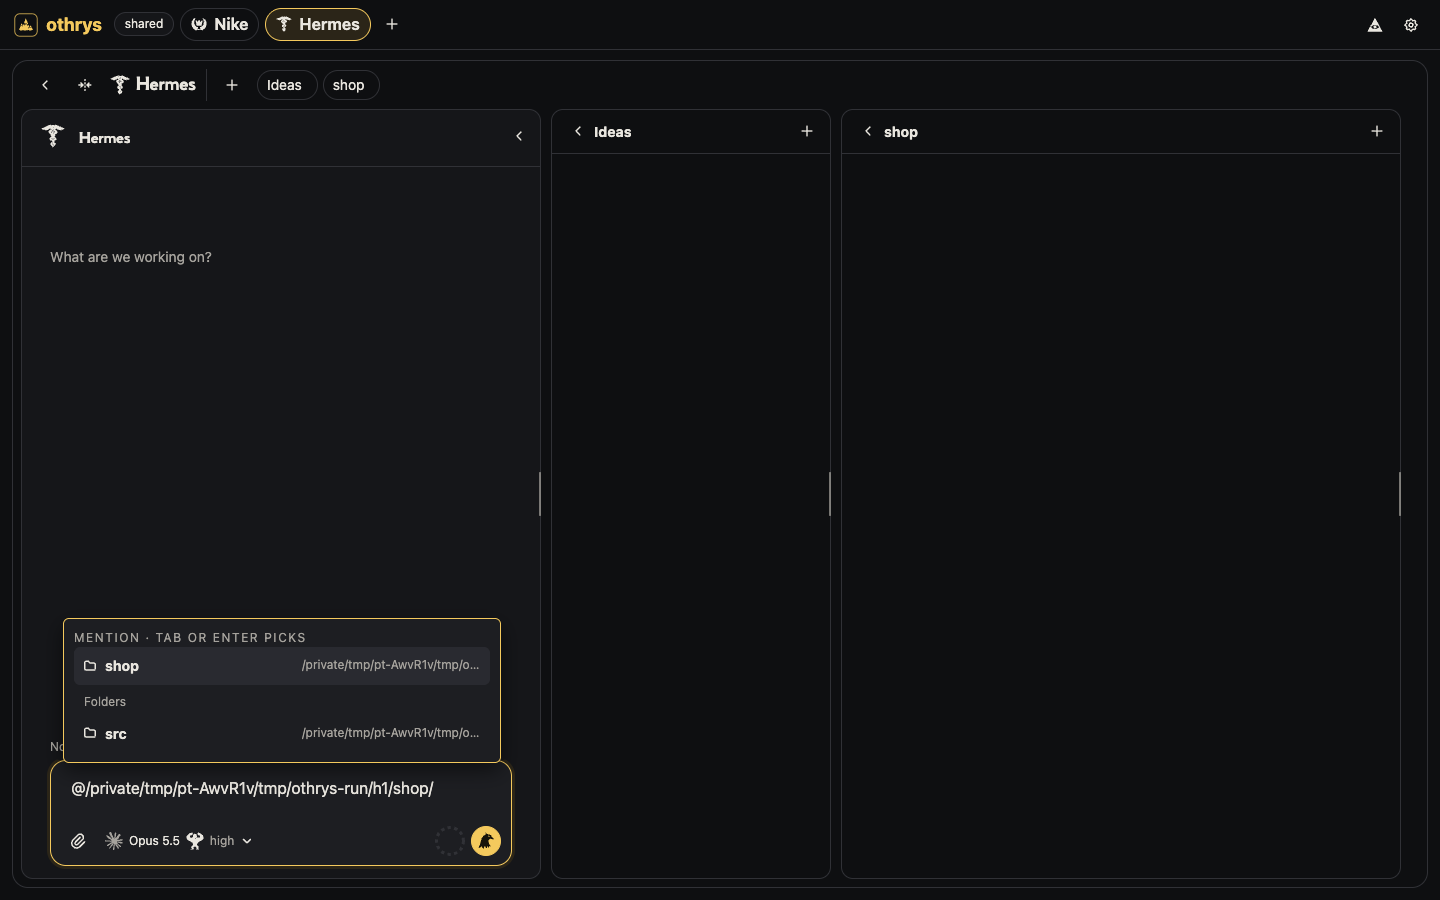 othrys shared Nike Hermes
Hermes Ideas shop
Hermes
Ideas
shop
What are we working on?
MENTION · TAB OR ENTER PICKS
shop /private/tmp/pt-AwvR1v/tmp/o...
Folders
src /private/tmp/pt-AwvR1v/tmp/o...
@/private/tmp/pt-AwvR1v/tmp/othrys-run/h1/shop/
Opus 5.5 high